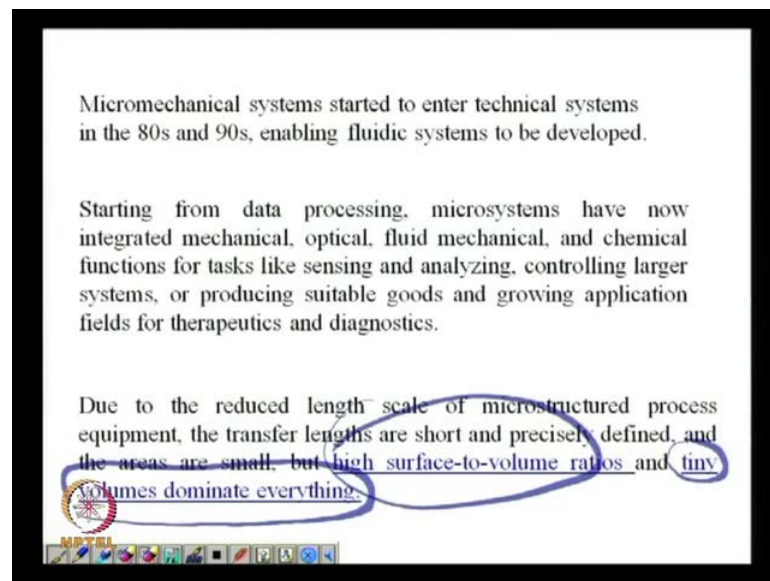 Micromechanical systems started to enter technical systems
in the 80s and 90s, enabling fluidic systems to be developed.
Starting from data processing, microsystems have now
integrated mechanical, optical, fluid mechanical, and chemical
functions for tasks like sensing and analyzing, controlling larger
systems, or producing suitable goods and growing application
fields for therapeutics and diagnostics.
Due to the reduced length scale of microstructured process
equipment, the transfer lengths are short and precisely defined, and
the areas are small, but high surface-to-volume ratios and tiny
volumes dominate everything.
NPTEL